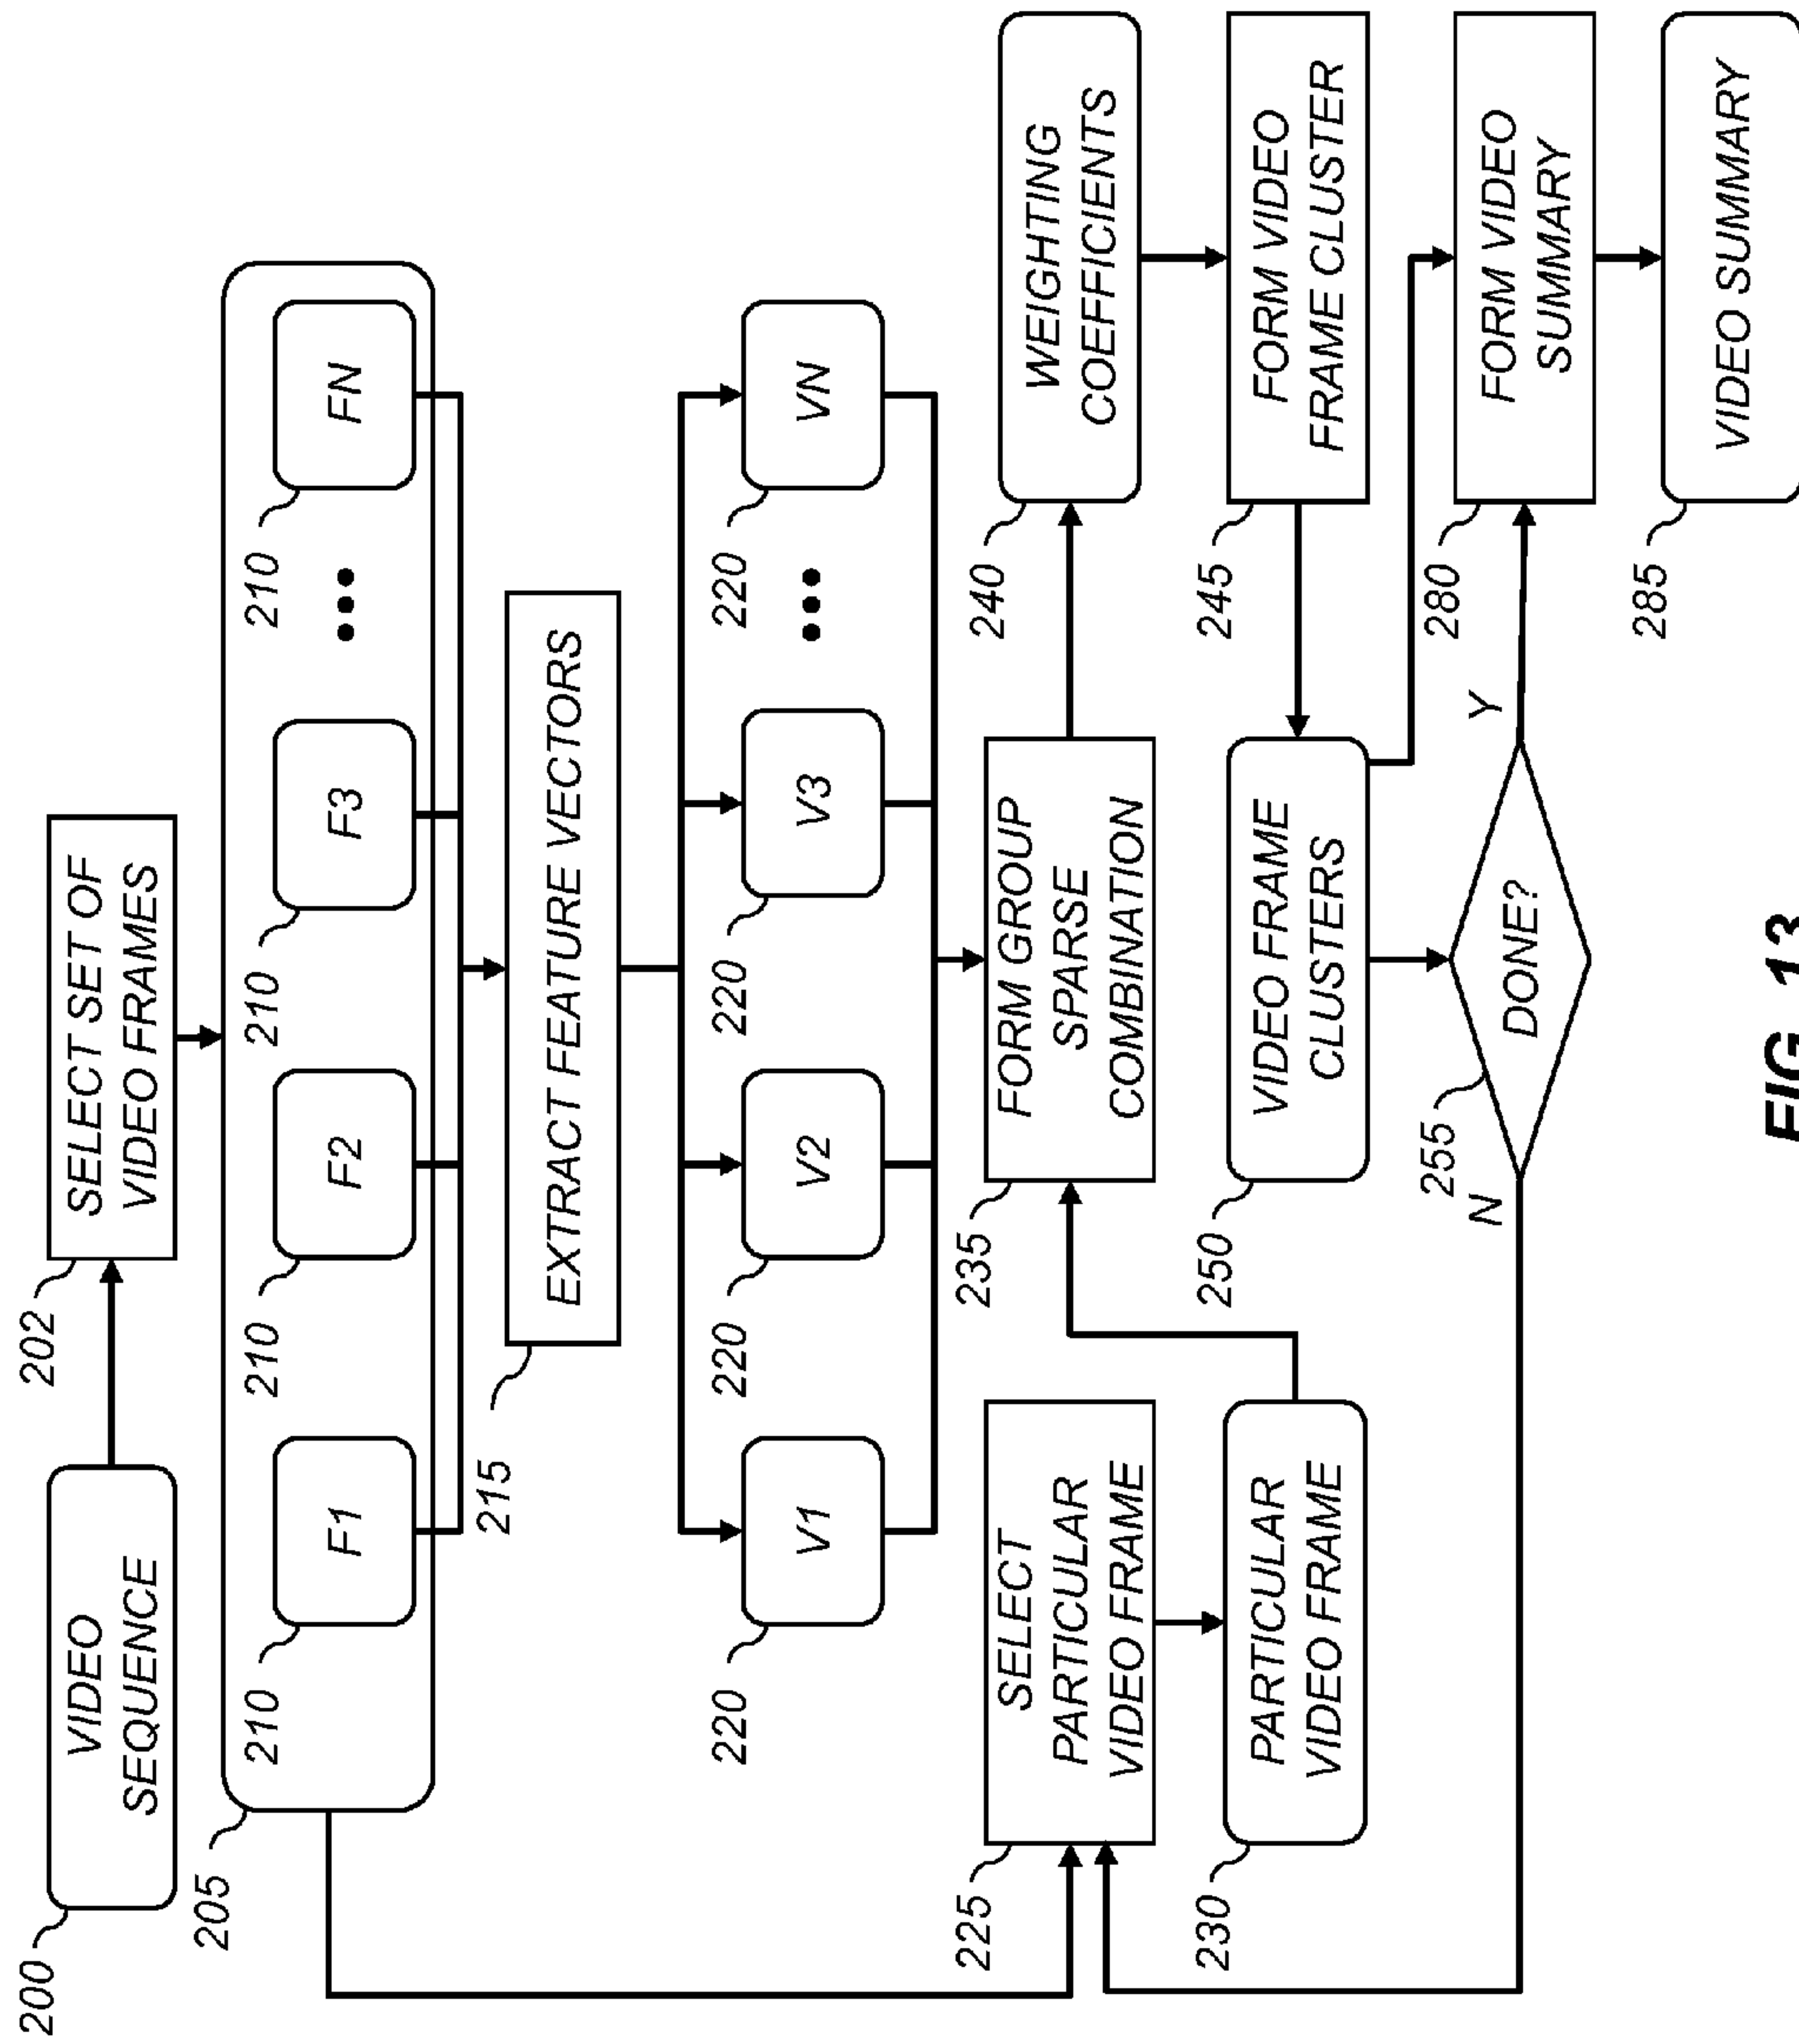 200
VIDEO
SEQUENCE
202
SELECT SET OF
VIDEO FRAMES
205
210
F1
210
F2
210
F3
•••
210
FN
215
EXTRACT FEATURE VECTORS
220
V1
220
V2
220
V3
•••
220
VN
225
SELECT
PARTICULAR
VIDEO FRAME
235
FORM GROUP
SPARSE
COMBINATION
240
WEIGHTING
COEFFICIENTS
230
PARTICULAR
VIDEO FRAME
250
VIDEO FRAME
CLUSTERS
245
FORM VIDEO
FRAME CLUSTER
255
N
DONE?
Y
280
FORM VIDEO
SUMMARY
285
VIDEO SUMMARY
FIG. 13